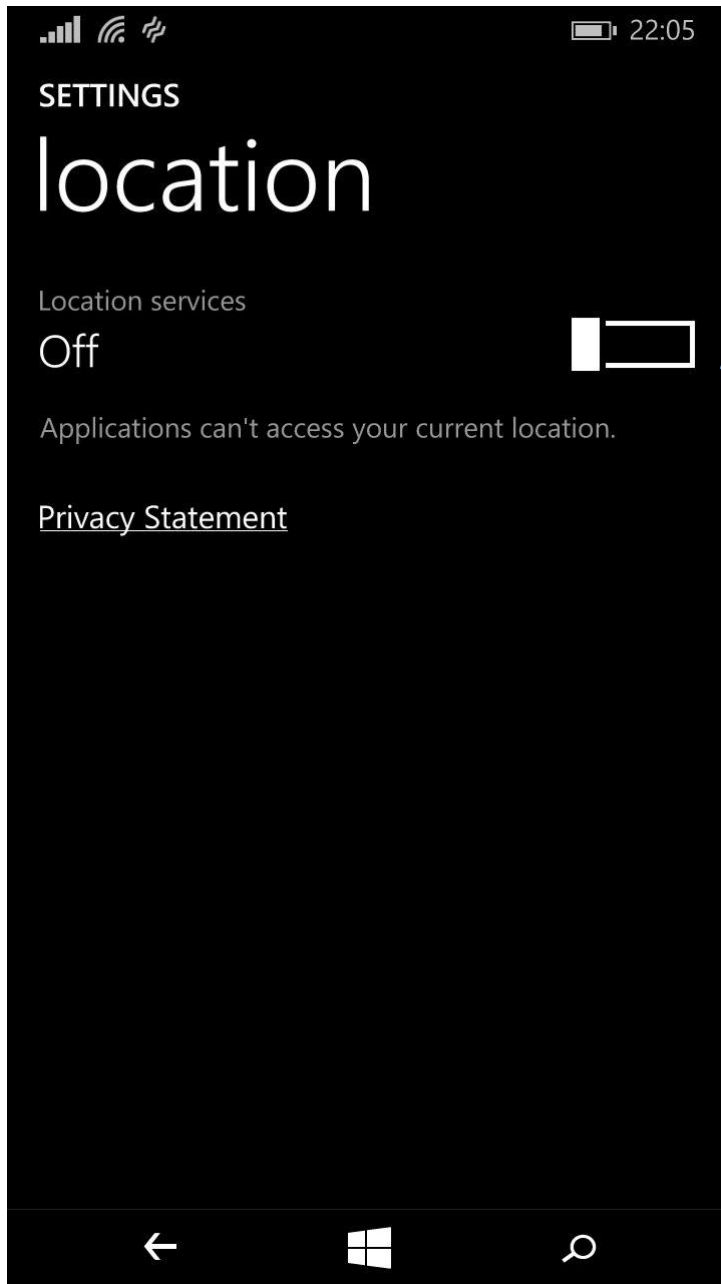 22:05
SETTINGS
location
Location services
Off
Applications can't access your current location.
Privacy Statement